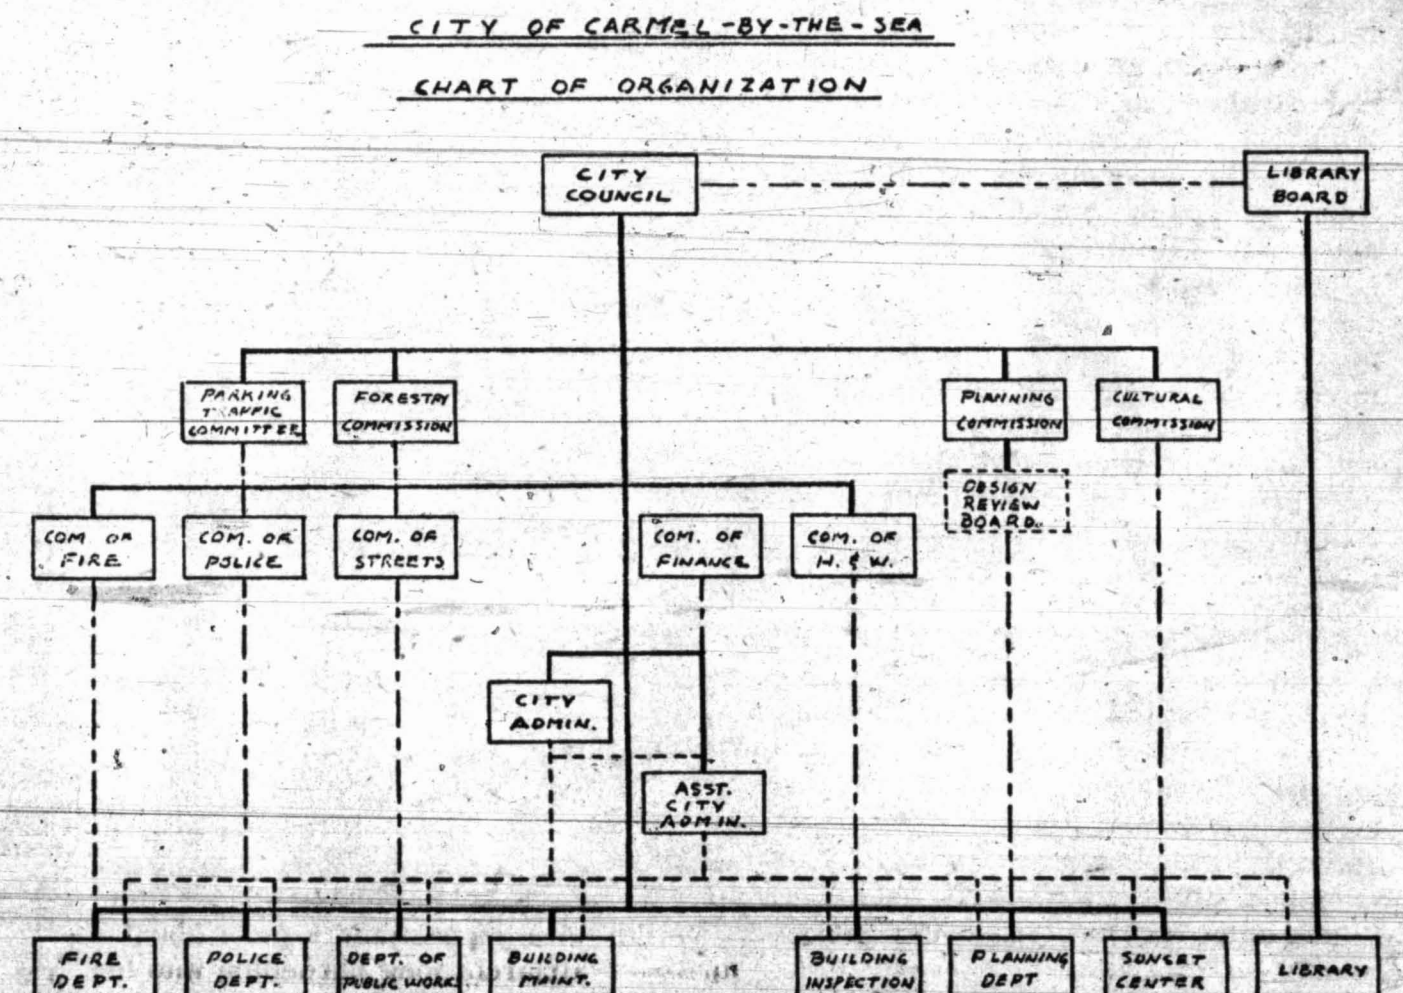 CITY OF CARMEL-BY-THE-SEA
CHART OF ORGANIZATION
CITY
COUNCIL
LIBRARY
BOARD
PARKING
TRAFFIC
COMMITTEE
FORESTRY
COMMISSION
PLANNING
COMMISSION
CULTURAL
COMMISSION
DESIGN
REVIEW
BOARD
COM. OF
FIRE
COM. OF
POLICE
COM. OF
STREETS
COM. OF
FINANCE
COM. OF
H. & W.
CITY
ADMIN.
ASST.
CITY
ADMIN.
FIRE
DEPT.
POLICE
DEPT.
DEPT. OF
PUBLIC WORK
BUILDING
MAINT.
BUILDING
INSPECTION
PLANNING
DEPT
SUNSET
CENTER
LIBRARY